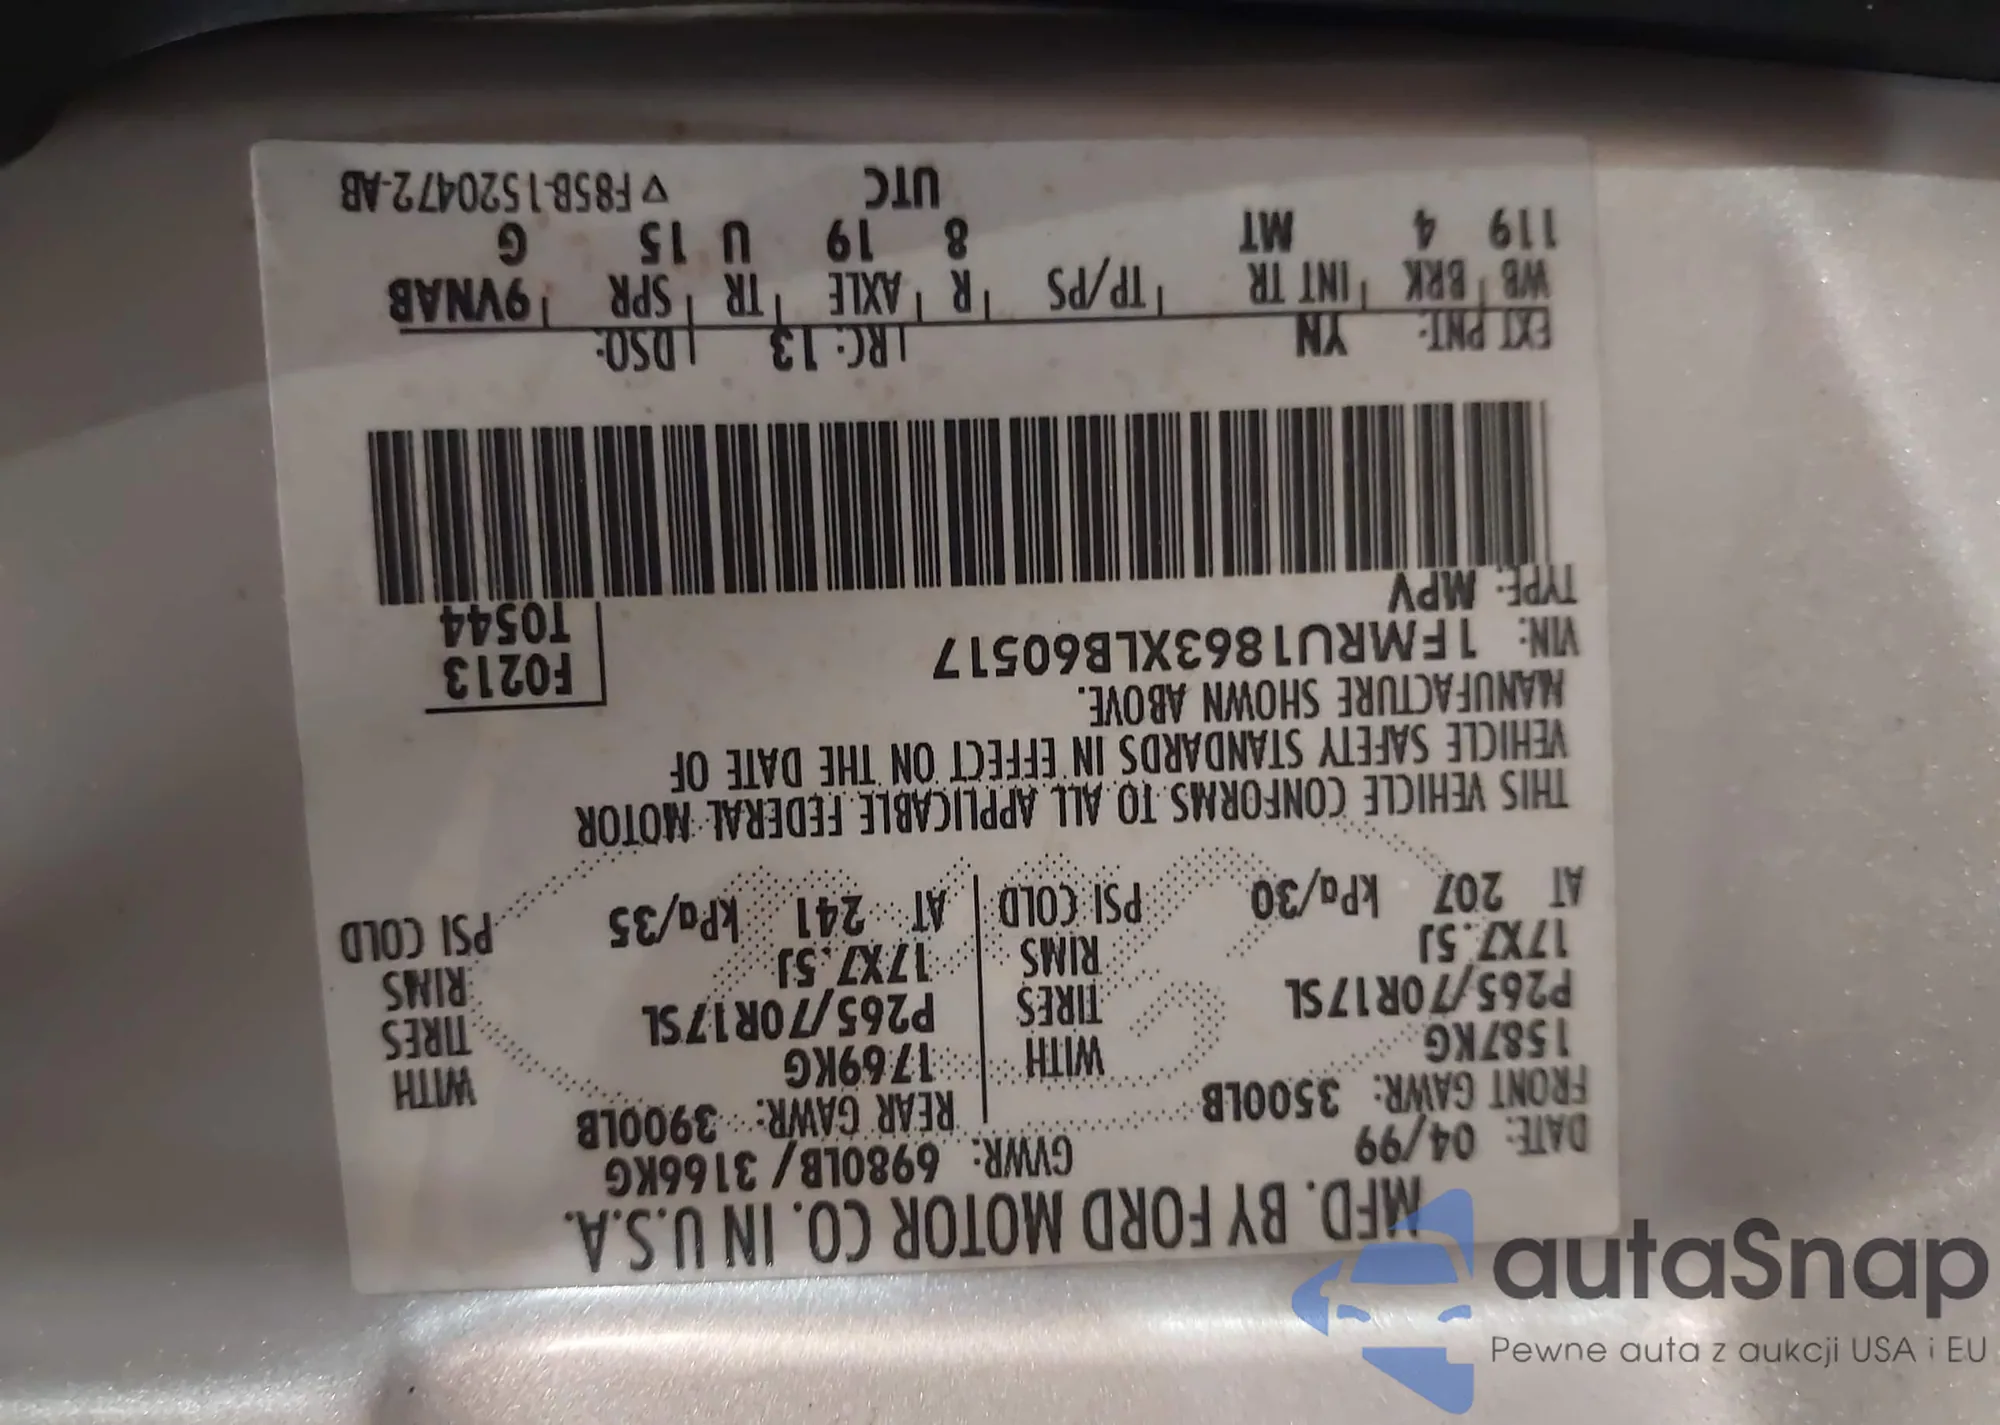 MFD. BY FORD MOTOR CO. IN U.S.A.
DATE: 04/99 GVWR: 6980LB/ 3166KG
FRONT GAWR: 3500LB REAR GAWR: 3900LB
1587KG WITH 1769KG WITH
P265/70R17SL TIRES P265/70R17SL TIRES
17X7.5J RIMS 17X7.5J RIMS
AT 207 kPa/30 PSI COLD AT 241 kPa/35 PSI COLD
THIS VEHICLE CONFORMS TO ALL APPLICABLE FEDERAL MOTOR
VEHICLE SAFETY STANDARDS IN EFFECT ON THE DATE OF
MANUFACTURE SHOWN ABOVE.
VIN: 1FMRU1863XLB60517 F0213
TYPE: MPV T0544
EXT PNT: YN RC: 13 DSO:
WB BRK INT TR TP/PS R AXLE TR SPR 9VNAB
119 4 MT 8 19 U 15 G
UTC ▽ F85B-1520472-AB
autaSnap
Pewne auta z aukcji USA i EU